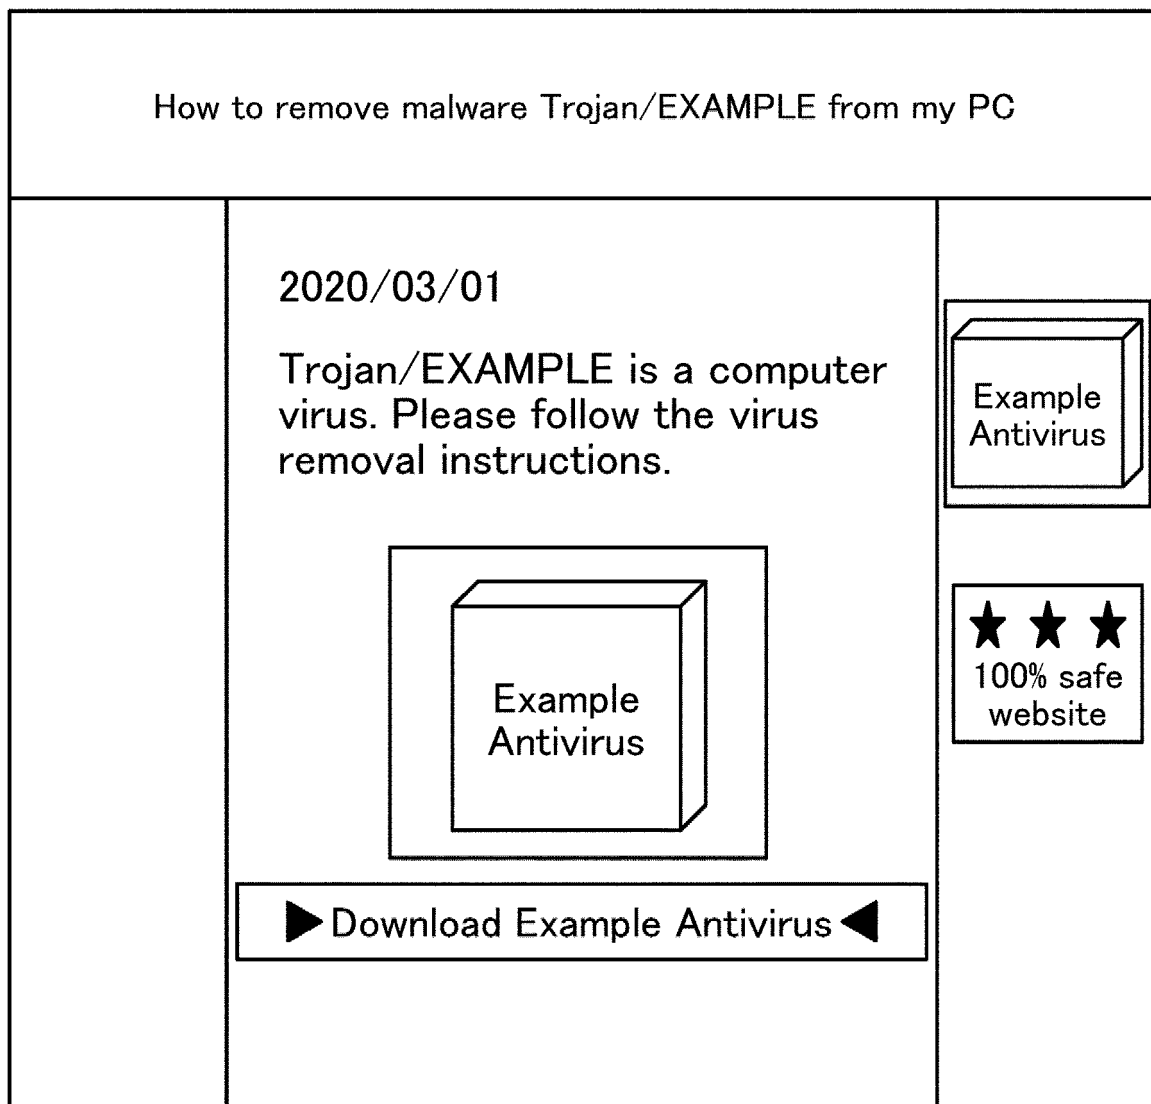 How to remove malware Trojan/EXAMPLE from my PC
2020/03/01
Trojan/EXAMPLE is a computer
virus. Please follow the virus
removal instructions.
Example
Antivirus
Download Example Antivirus
Example
Antivirus
100% safe
website